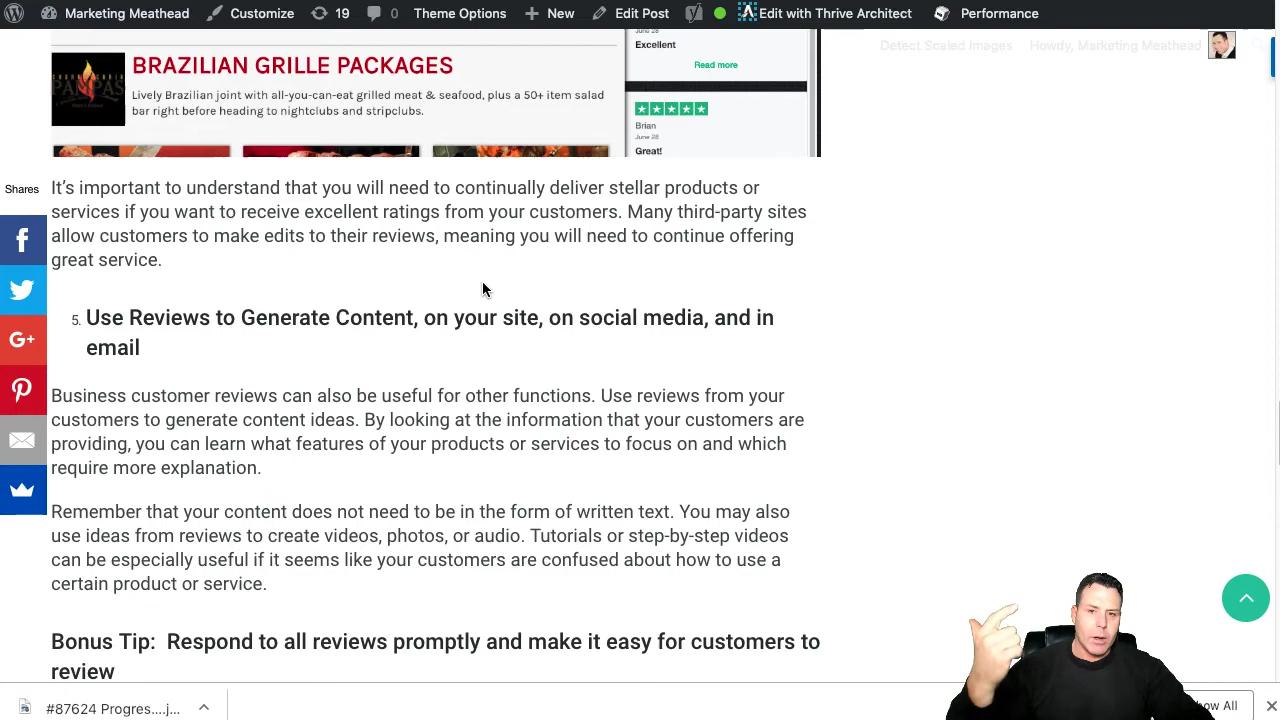 Marketing Meathead Customize 19 0 Theme Options New Edit Post Edit with Thrive Architect Performance
Detect Scaled Images Howdy, Marketing Meathead
June 28
Excellent
Read more
BRAZILIAN GRILLE PACKAGES
Lively Brazilian joint with all-you-can-eat grilled meat & seafood, plus a 50+ item salad
bar right before heading to nightclubs and stripclubs.
PAMPAS
Brian
June 28
Great!
Shares
It’s important to understand that you will need to continually deliver stellar products or
services if you want to receive excellent ratings from your customers. Many third-party sites
allow customers to make edits to their reviews, meaning you will need to continue offering
great service.
5. Use Reviews to Generate Content, on your site, on social media, and in
email
Business customer reviews can also be useful for other functions. Use reviews from your
customers to generate content ideas. By looking at the information that your customers are
providing, you can learn what features of your products or services to focus on and which
require more explanation.
Remember that your content does not need to be in the form of written text. You may also
use ideas from reviews to create videos, photos, or audio. Tutorials or step-by-step videos
can be especially useful if it seems like your customers are confused about how to use a
certain product or service.
Bonus Tip: Respond to all reviews promptly and make it easy for customers to
review
#87624 Progres....j...
All